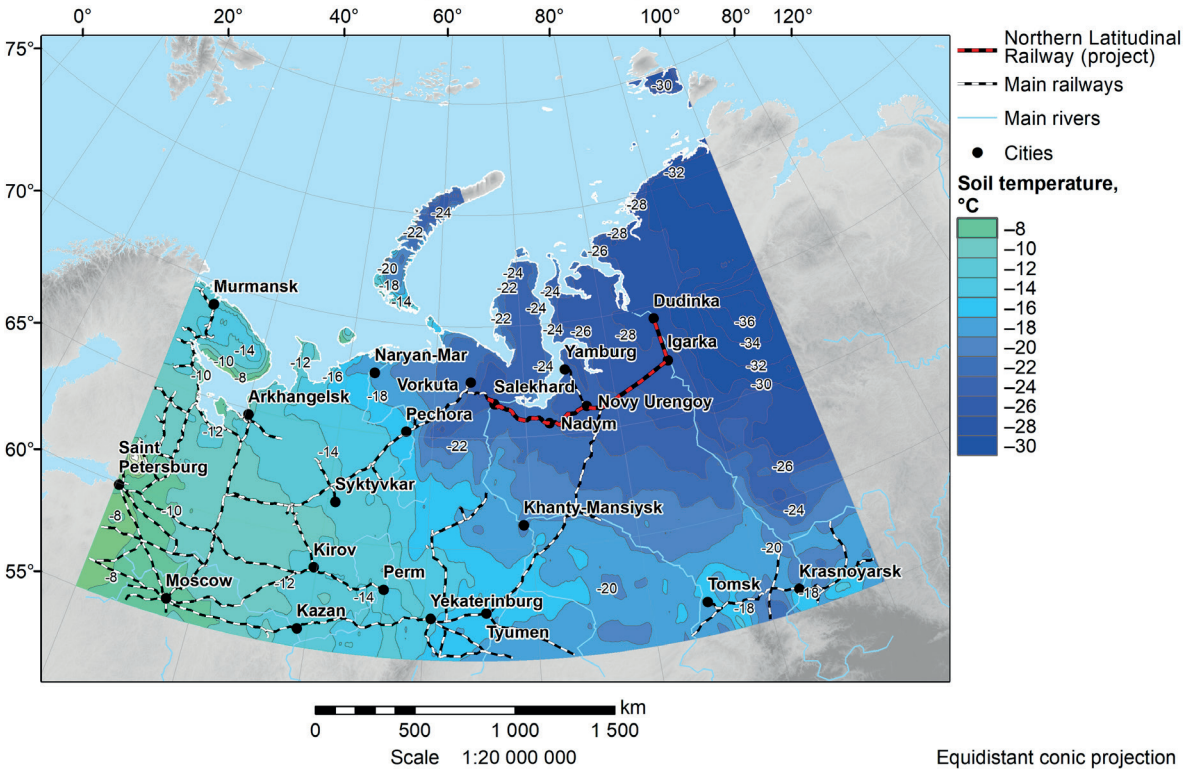 0° 20° 40° 60° 80° 100° 80° 120°
75°
70°
65°
60°
55°
Northern Latitudinal
Railway (project)
Main railways
Main rivers
Cities
Soil temperature,
°C
–8
–10
–12
–14
–16
–18
–20
–22
–24
–26
–28
–30
-30
-32
-28
-24
-22
-28
-26
-20
-24
-18
-22
-24
-14
-24
Murmansk
Dudinka
-22
-24
-26
-28
-36
-14
-12
Igarka
-34
-10
Naryan-Mar
Yamburg
-10
-8
-16
-24
-32
Vorkuta
Salekhard
-30
Arkhangelsk
-18
Novy Urengoy
Pechora
-12
Nadym
Saint
Petersburg
-14
-22
-26
Syktyvkar
-10
Khanty-Mansiysk
-24
-8
Kirov
-20
-8
Moscow
-12
Perm
-20
Tomsk
Krasnoyarsk
-14
Kazan
Yekaterinburg
-18
-18
Tyumen
km
0 500 1 000 1 500
Scale 1:20 000 000
Equidistant conic projection